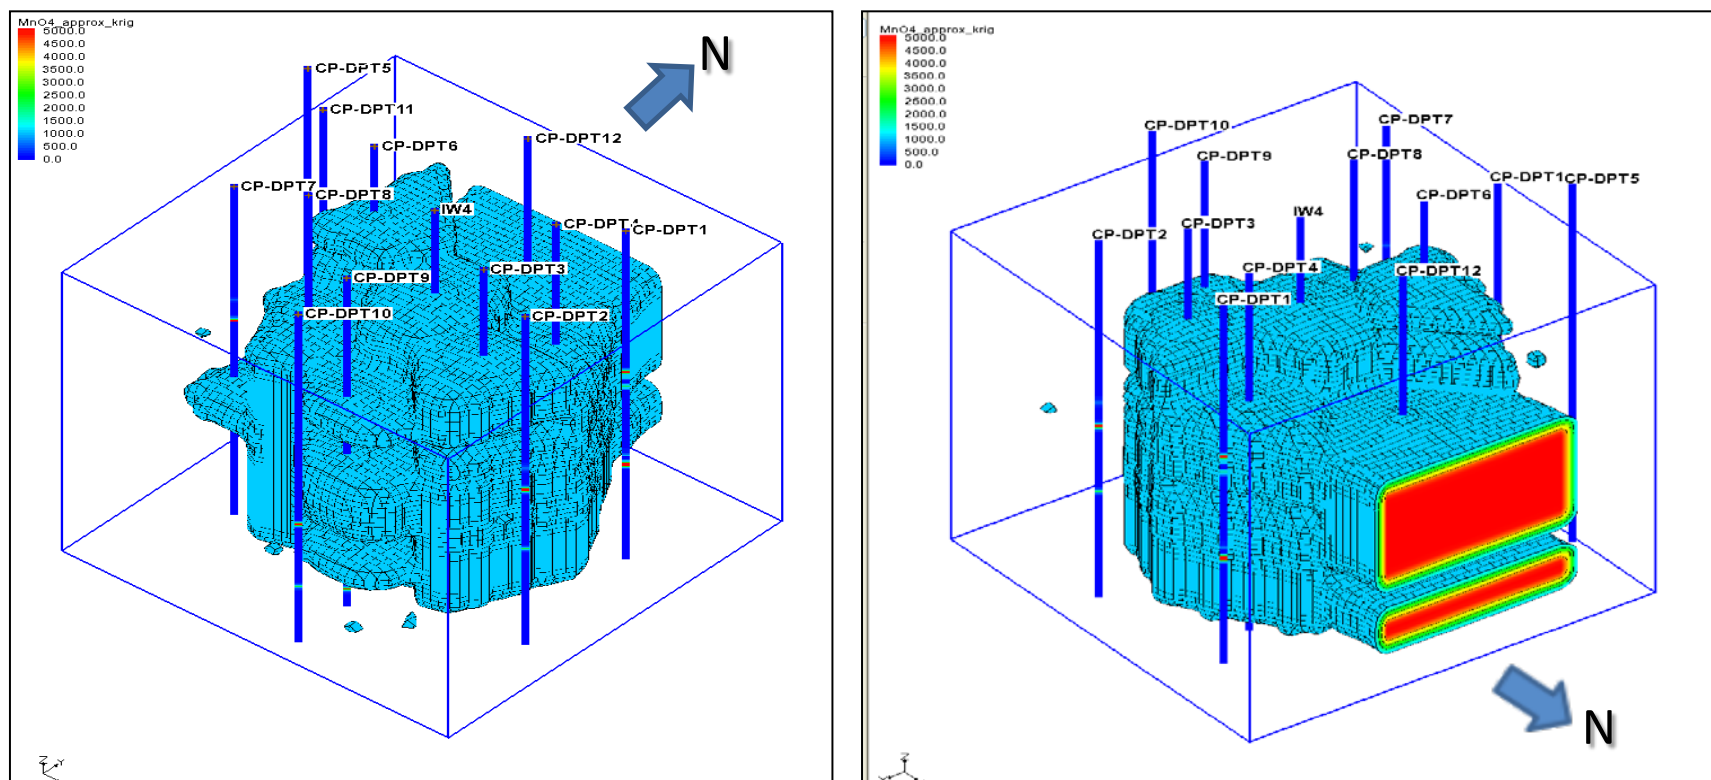 MnO4_approx_krig
5000.0
4500.0
4000.0
3500.0
3000.0
2500.0
2000.0
1500.0
1000.0
500.0
0.0
N
CP-DPT5
CP-DPT11
CP-DPT6
CP-DPT12
CP-DPT7
CP-DPT8
IW4
CP-DPT4
CP-DPT1
CP-DPT3
CP-DPT9
CP-DPT10
CP-DPT2
Z
Y
MnO4_approx_krig
5000.0
4500.0
4000.0
3500.0
3000.0
2500.0
2000.0
1500.0
1000.0
500.0
0.0
CP-DPT10
CP-DPT7
CP-DPT9
CP-DPT8
CP-DPT1
CP-DPT5
CP-DPT6
IW4
CP-DPT3
CP-DPT2
CP-DPT4
CP-DPT12
CP-DPT1
N
Z